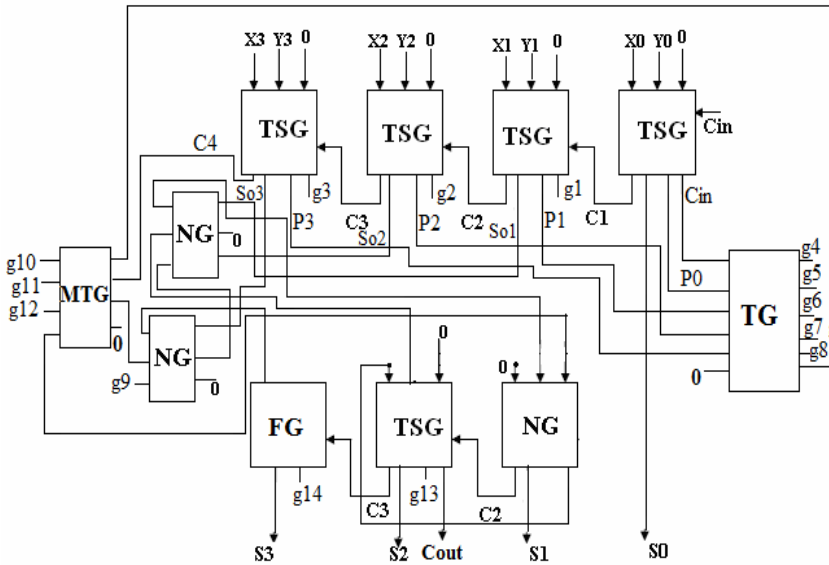 X3 Y3 0 X2 Y2 0 X1 Y1 0 X0 Y0 0
TSG TSG TSG TSG
Cin
C4
g3 g2 g1
So3 P3 C3 So2 P2 C2 So1 P1 C1 Cin
NG 0
g10
g11
g12
MTG
0
P0
TG
g4
g5
g6
g7
g8
0
NG
g9 0
0 0
FG TSG NG
g14 C3 g13 C2
S3 S2 Cout S1 S0